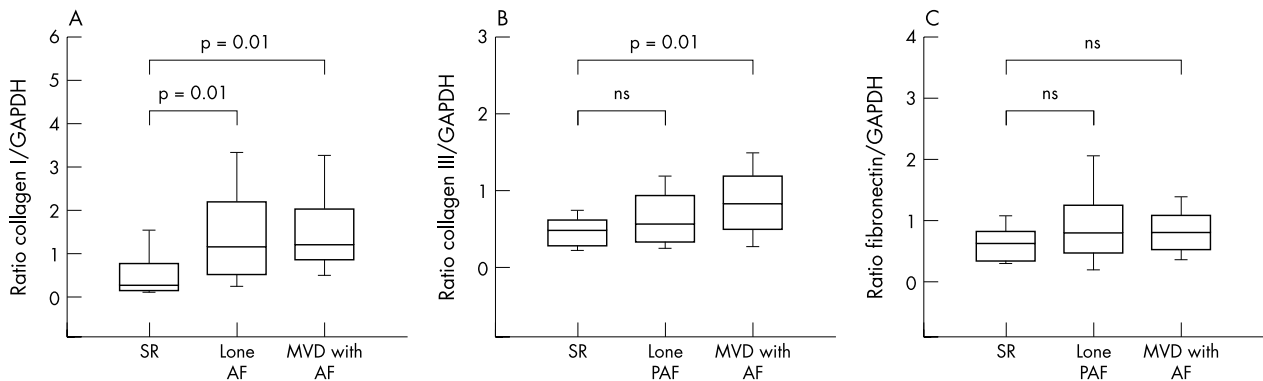 A
Ratio collagen I/GAPDH
6
5
4
3
2
1
0
p = 0.01
p = 0.01
SR
Lone
AF
MVD with
AF
B
Ratio collagen III/GAPDH
3
2
1
0
p = 0.01
ns
SR
Lone
PAF
MVD with
AF
C
Ratio fibronectin/GAPDH
4
3
2
1
0
ns
ns
SR
Lone
PAF
MVD with
AF